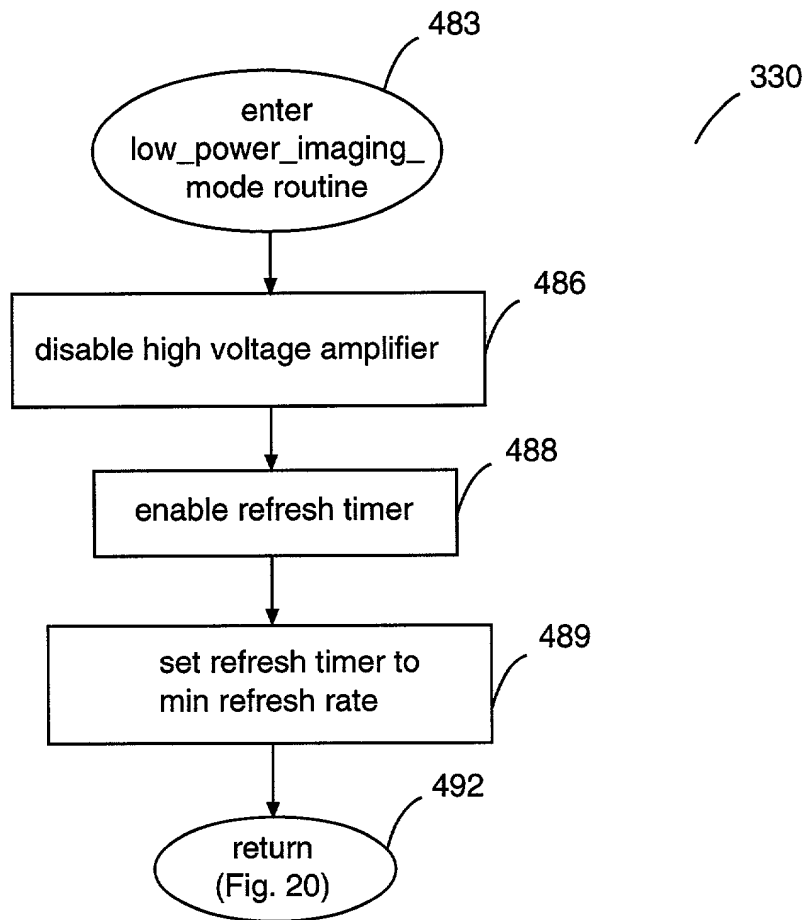 483
330
enter
low_power_imaging_
mode routine
486
disable high voltage amplifier
488
enable refresh timer
489
set refresh timer to
min refresh rate
492
return
(Fig. 20)